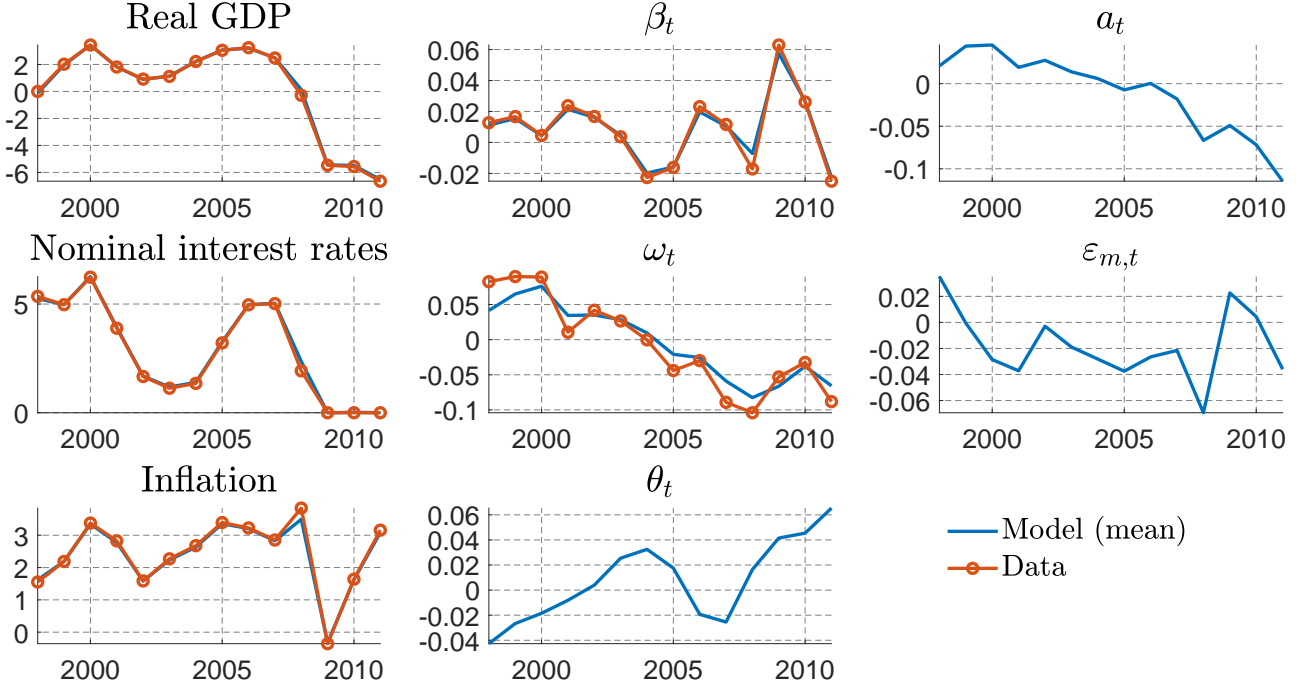 Real GDP
2
0
-2
-4
-6
2000 2005 2010
β_t
0.06
0.04
0.02
0
-0.02
2000 2005 2010
a_t
0
-0.05
-0.1
2000 2005 2010
Nominal interest rates
5
0
2000 2005 2010
ω_t
0.05
0
-0.05
-0.1
2000 2005 2010
ε_{m,t}
0.02
0
-0.02
-0.04
-0.06
2000 2005 2010
Inflation
3
2
1
0
2000 2005 2010
θ_t
0.06
0.04
0.02
0
-0.02
-0.04
2000 2005 2010
Model (mean)
Data